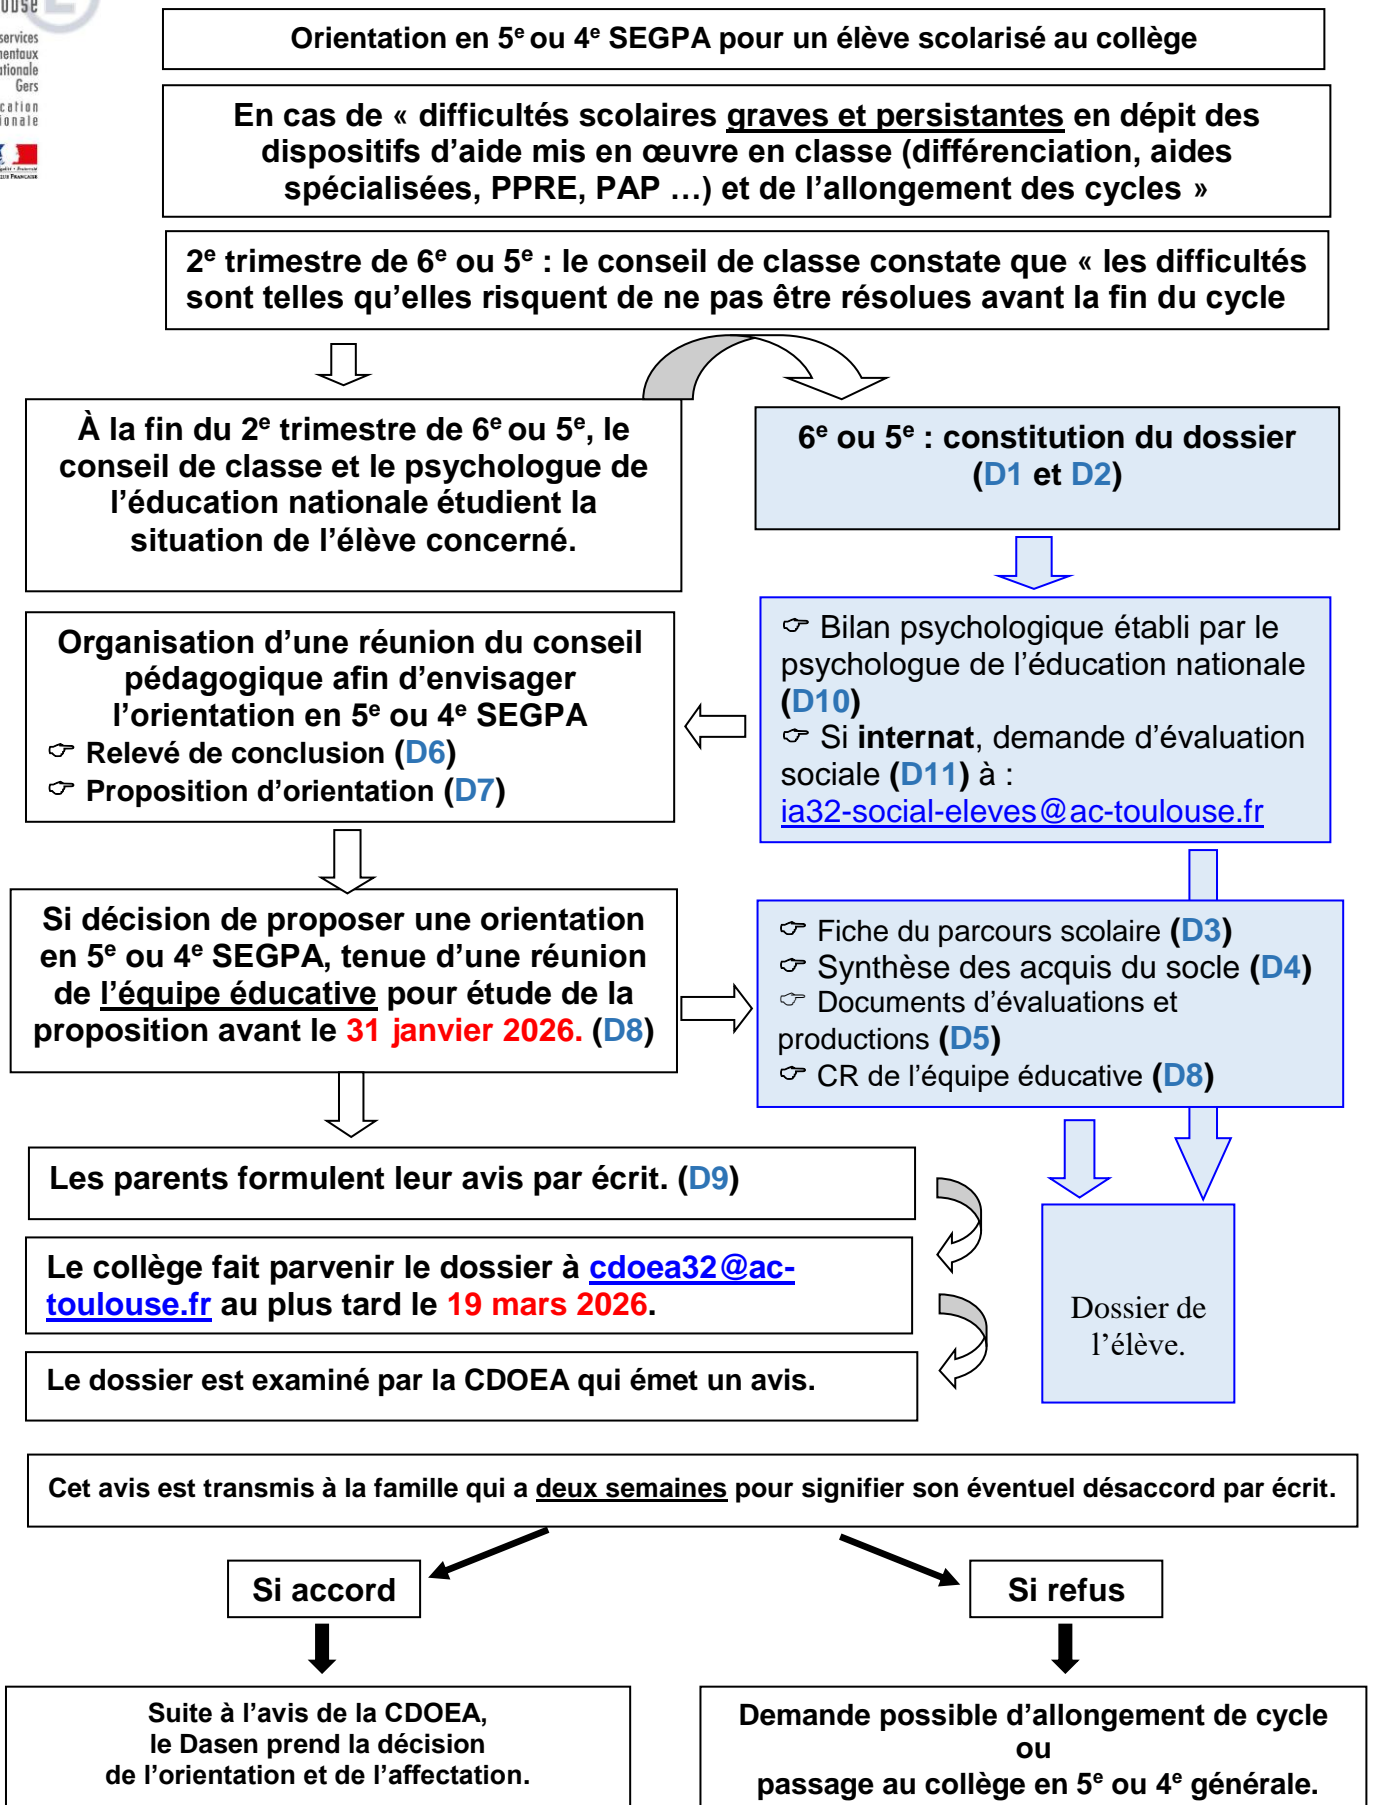 services
Gers
Orientation en 5e ou 4e SEGPA pour un élève scolarisé au collège
En cas de « difficultés scolaires graves et persistantes en dépit des
dispositifs d'aide mis en œuvre en classe (différenciation, aides
spécialisées, PPRE, PAP …) et de l'allongement des cycles »
2e trimestre de 6e ou 5e : le conseil de classe constate que « les difficultés
sont telles qu'elles risquent de ne pas être résolues avant la fin du cycle
À la fin du 2e trimestre de 6e ou 5e, le
conseil de classe et le psychologue de
l'éducation nationale étudient la
situation de l'élève concerné.
6e ou 5e : constitution du dossier
(D1 et D2)
Organisation d'une réunion du conseil
pédagogique afin d'envisager
l'orientation en 5e ou 4e SEGPA
☞ Relevé de conclusion (D6)
☞ Proposition d'orientation (D7)
☞ Bilan psychologique établi par le
psychologue de l'éducation nationale
(D10)
☞ Si internat, demande d'évaluation
sociale (D11) à :
ia32-social-eleves@ac-toulouse.fr
Si décision de proposer une orientation
en 5e ou 4e SEGPA, tenue d'une réunion
de l'équipe éducative pour étude de la
proposition avant le 31 janvier 2026. (D8)
☞ Fiche du parcours scolaire (D3)
☞ Synthèse des acquis du socle (D4)
☞ Documents d'évaluations et
productions (D5)
☞ CR de l'équipe éducative (D8)
Les parents formulent leur avis par écrit. (D9)
Le collège fait parvenir le dossier à cdoea32@ac-
toulouse.fr au plus tard le 19 mars 2026.
Le dossier est examiné par la CDOEA qui émet un avis.
Dossier de
l'élève.
Cet avis est transmis à la famille qui a deux semaines pour signifier son éventuel désaccord par écrit.
Si accord
Si refus
Suite à l'avis de la CDOEA,
le Dasen prend la décision
de l'orientation et de l'affectation.
Demande possible d'allongement de cycle
ou
passage au collège en 5e ou 4e générale.